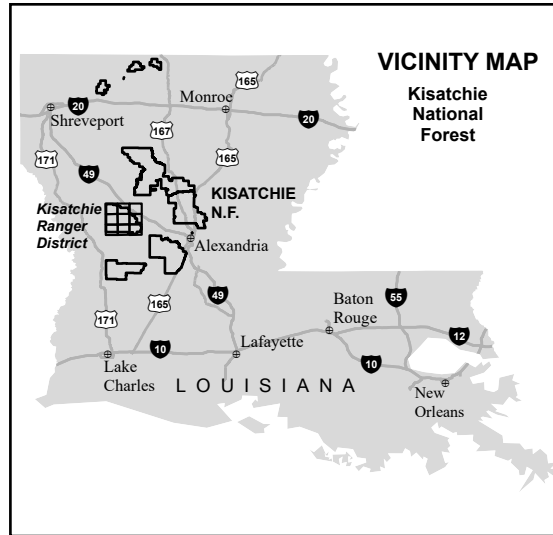 VICINITY MAP
Kisatchie
National
Forest
165
20
Monroe
Shreveport
167
20
171
165
49
KISATCHIE
N.F.
Kisatchie
Ranger
District
Alexandria
49
Baton
Rouge
55
165
171
12
Lafayette
10
10
Lake
Charles
New
Orleans
LOUISIANA